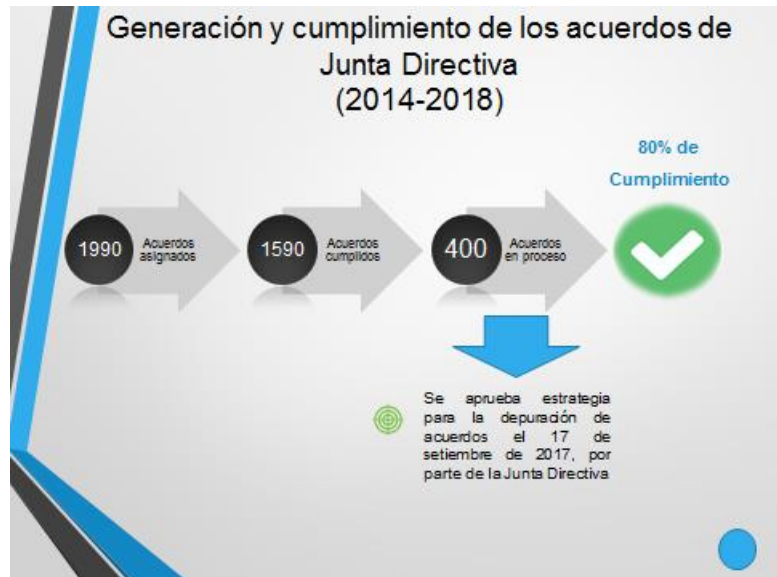 Generación y cumplimiento de los acuerdos de
Junta Directiva
(2014-2018)
80% de
Cumplimiento
1990
Acuerdos
asignados
1590
Acuerdos
cumplidos
400
Acuerdos
en proceso
Se aprueba estrategia
para la depuración de
acuerdos el 17 de
setiembre de 2017, por
parte de la Junta Directiva